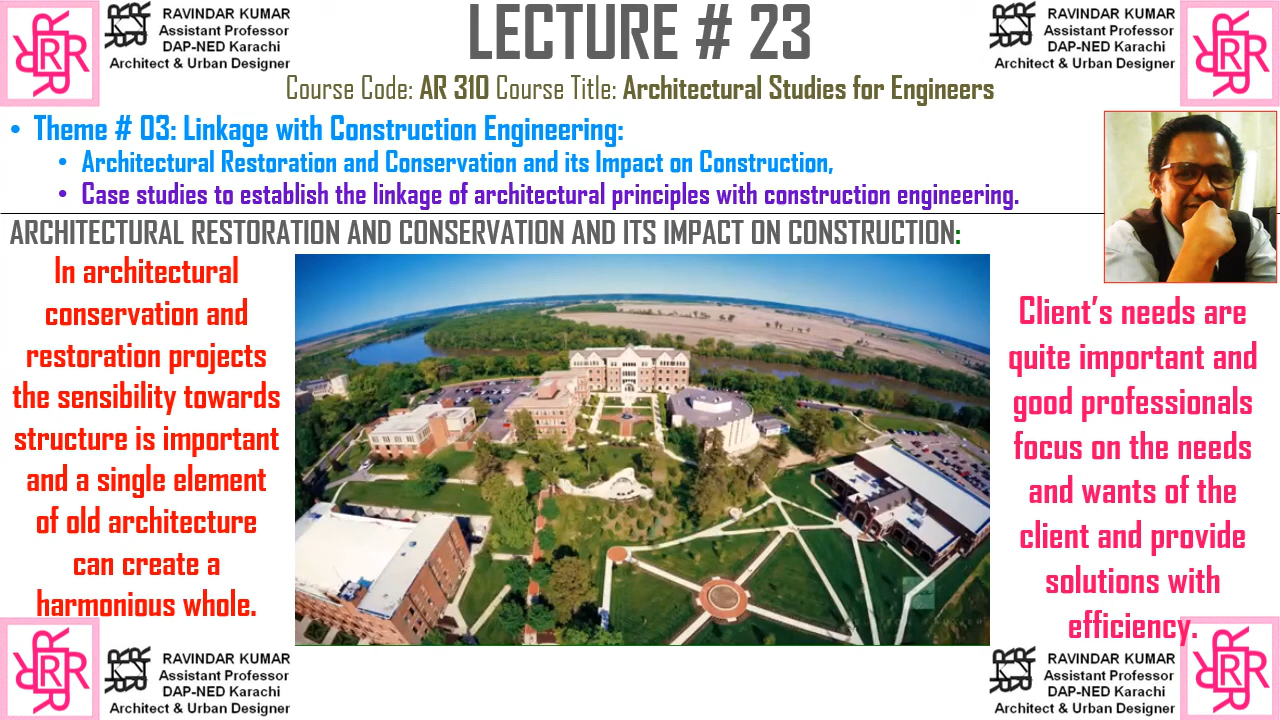 RAVINDAR KUMAR
Assistant Professor
DAP-NED Karachi
Architect & Urban Designer
LECTURE # 23
RAVINDAR KUMAR
Assistant Professor
DAP-NED Karachi
Architect & Urban Designer
Course Code: AR 310 Course Title: Architectural Studies for Engineers
• Theme # 03: Linkage with Construction Engineering:
• Architectural Restoration and Conservation and its Impact on Construction,
• Case studies to establish the linkage of architectural principles with construction engineering.
ARCHITECTURAL RESTORATION AND CONSERVATION AND ITS IMPACT ON CONSTRUCTION:
In architectural
conservation and
restoration projects
the sensibility towards
structure is important
and a single element
of old architecture
can create a
harmonious whole.
Client’s needs are
quite important and
good professionals
focus on the needs
and wants of the
client and provide
solutions with
efficiency.
RAVINDAR KUMAR
Assistant Professor
DAP-NED Karachi
Architect & Urban Designer
RAVINDAR KUMAR
Assistant Professor
DAP-NED Karachi
Architect & Urban Designer